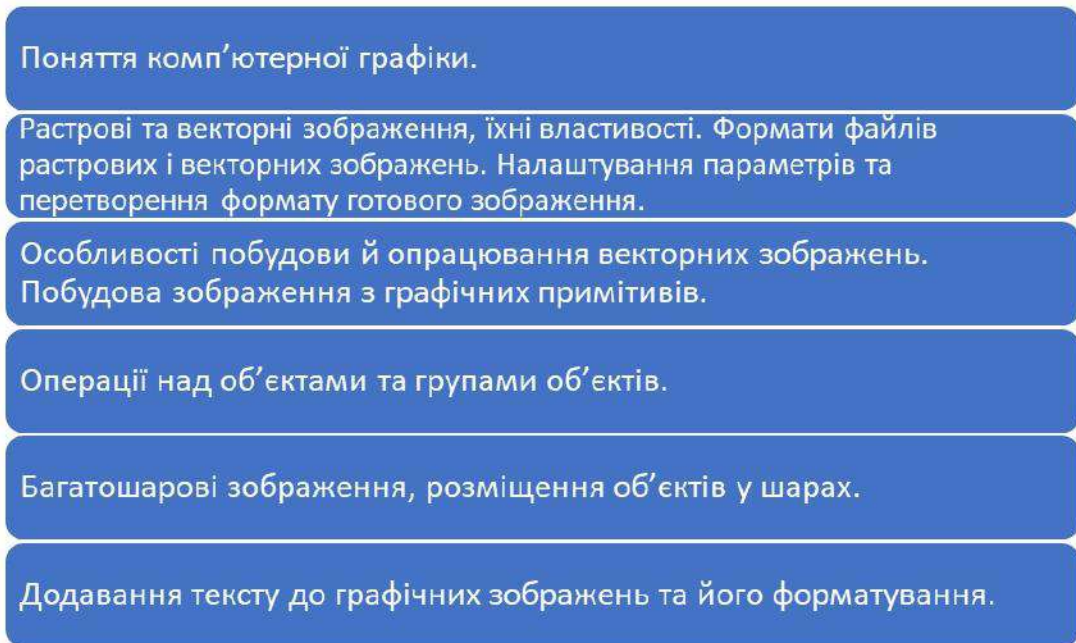 Поняття комп’ютерної графіки.
Растрові та векторні зображення, їхні властивості. Формати файлів
растрових і векторних зображень. Налаштування параметрів та
перетворення формату готового зображення.
Особливості побудови й опрацювання векторних зображень.
Побудова зображення з графічних примітивів.
Операції над об’єктами та групами об’єктів.
Багатошарові зображення, розміщення об’єктів у шарах.
Додавання тексту до графічних зображень та його форматування.